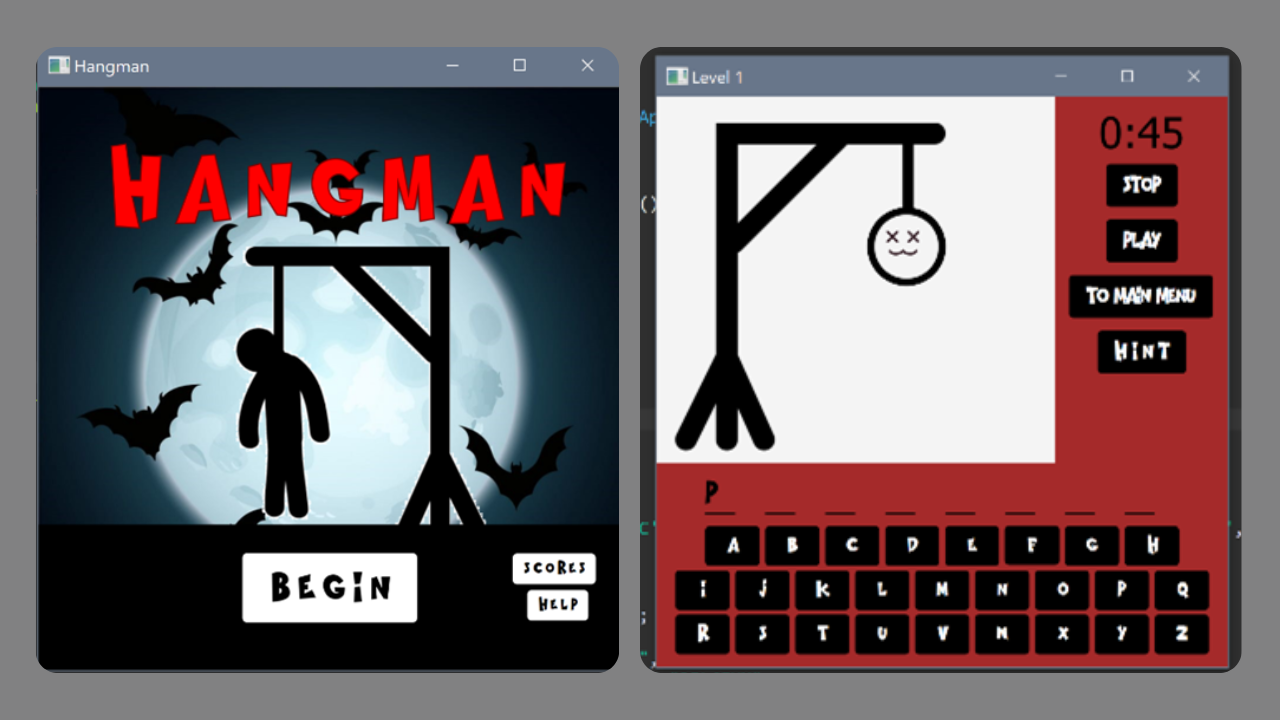 Hangman
HANGMAN
BEGIN
SCORES
HELP
Level 1
0:45
STOP
PLAY
TO MAIN MENU
HINT
P
A B C D E F G H
I J K L M N O P Q
R S T U V W X Y Z